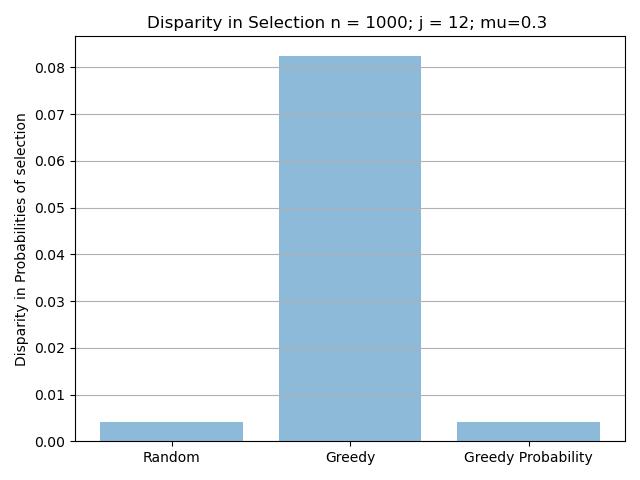 Disparity in Selection n = 1000; j = 12; mu=0.3
Disparity in Probabilities of selection
0.08
0.07
0.06
0.05
0.04
0.03
0.02
0.01
0.00
Random
Greedy
Greedy Probability